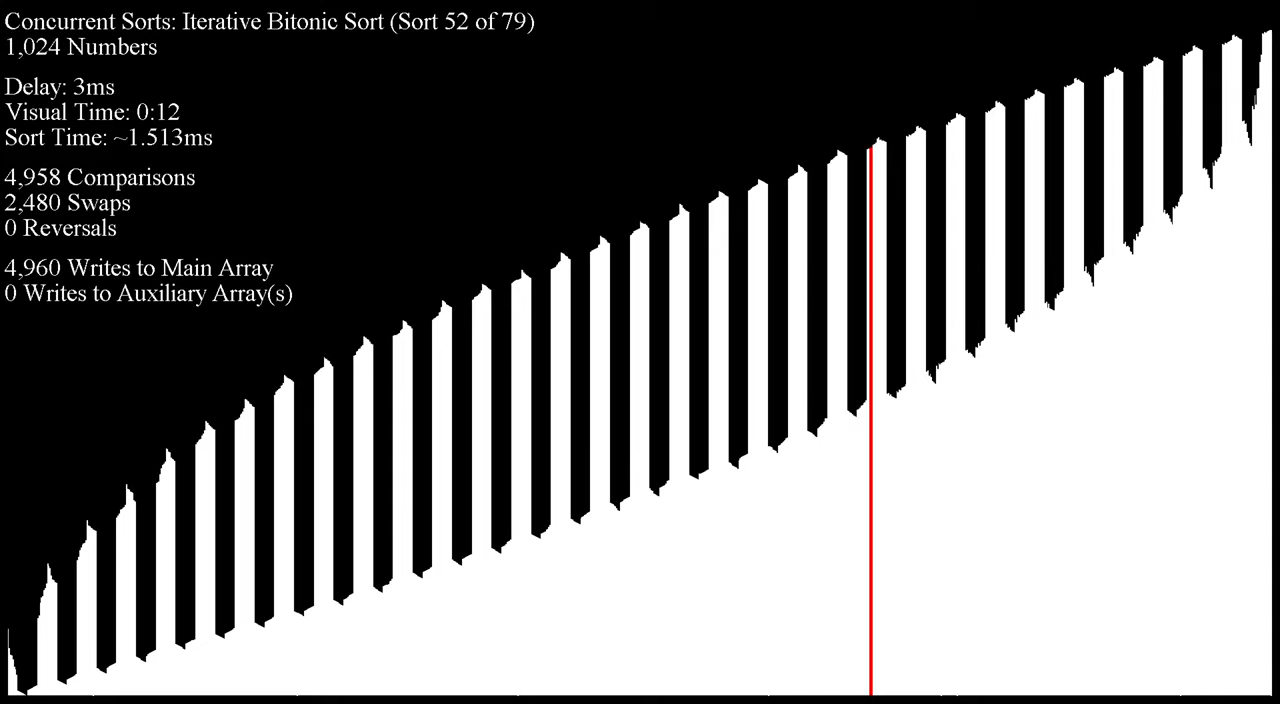 Concurrent Sorts: Iterative Bitonic Sort (Sort 52 of 79)
1,024 Numbers
Delay: 3ms
Visual Time: 0:12
Sort Time: ~1.513ms
4,958 Comparisons
2,480 Swaps
0 Reversals
4,960 Writes to Main Array
0 Writes to Auxiliary Array(s)